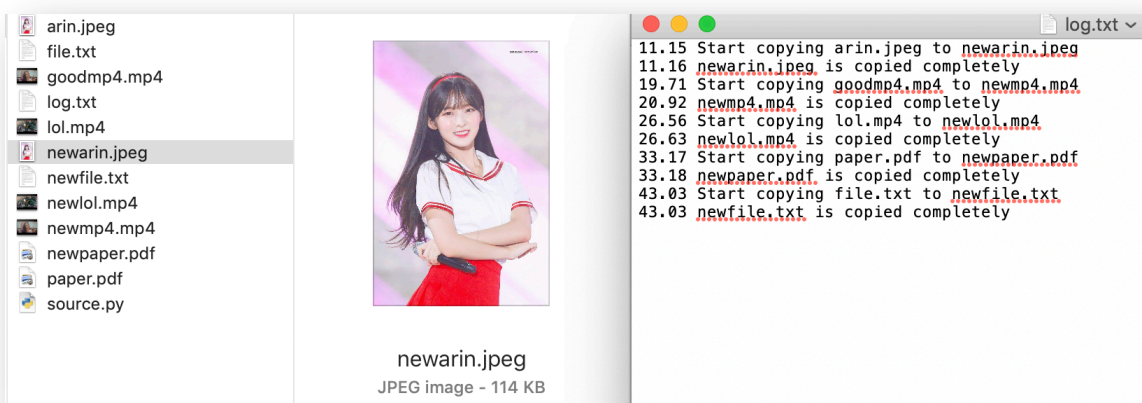 arin.jpeg
file.txt
goodmp4.mp4
log.txt
lol.mp4
newarin.jpeg
newfile.txt
newlol.mp4
newmp4.mp4
newpaper.pdf
paper.pdf
source.py
newarin.jpeg
JPEG image - 114 KB
log.txt
11.15 Start copying arin.jpeg to newarin.jpeg
11.16 newarin.jpeg is copied completely
19.71 Start copying goodmp4.mp4 to newmp4.mp4
20.92 newmp4.mp4 is copied completely
26.56 Start copying lol.mp4 to newlol.mp4
26.63 newlol.mp4 is copied completely
33.17 Start copying paper.pdf to newpaper.pdf
33.18 newpaper.pdf is copied completely
43.03 Start copying file.txt to newfile.txt
43.03 newfile.txt is copied completely